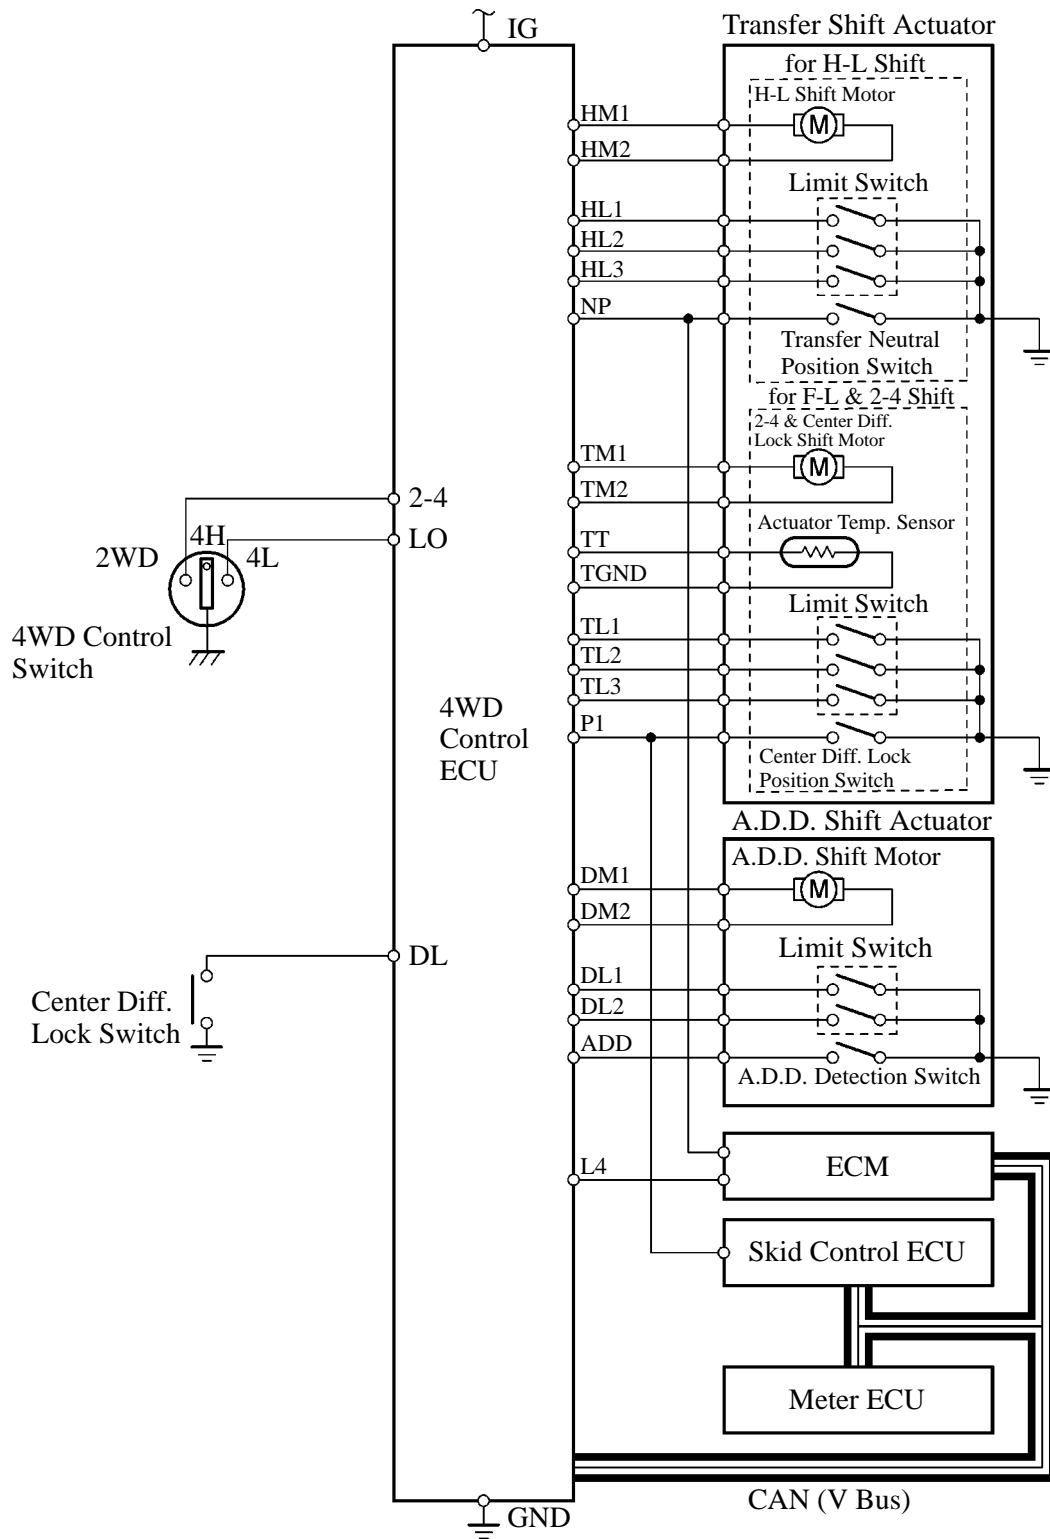 IG
Transfer Shift Actuator
for H-L Shift
H-L Shift Motor
HM1
M
HM2
Limit Switch
HL1
HL2
HL3
NP
Transfer Neutral
Position Switch
for F-L & 2-4 Shift
2-4 & Center Diff.
Lock Shift Motor
TM1
M
TM2
2-4
Actuator Temp. Sensor
4H
LO
TT
2WD
4L
TGND
Limit Switch
4WD Control
Switch
TL1
TL2
TL3
4WD
Control
ECU
P1
Center Diff. Lock
Position Switch
A.D.D. Shift Actuator
A.D.D. Shift Motor
DM1
M
DM2
DL
Limit Switch
DL1
Center Diff.
Lock Switch
DL2
ADD
A.D.D. Detection Switch
L4
ECM
Skid Control ECU
Meter ECU
CAN (V Bus)
GND